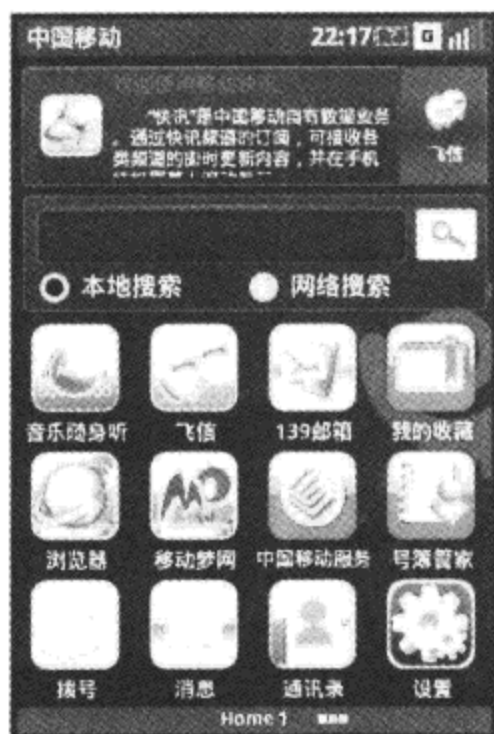 中国移动 22:17 G
"快讯"是中国移动自有数据业务
。通过快讯频道的订阅，可接收各
类频道的即时更新内容，并在手机
飞信
本地搜索 网络搜索
音乐随身听 飞信 139邮箱 我的收藏
浏览器 移动梦网 中国移动服务 号簿管家
拨号 消息 通讯录 设置
Home 1